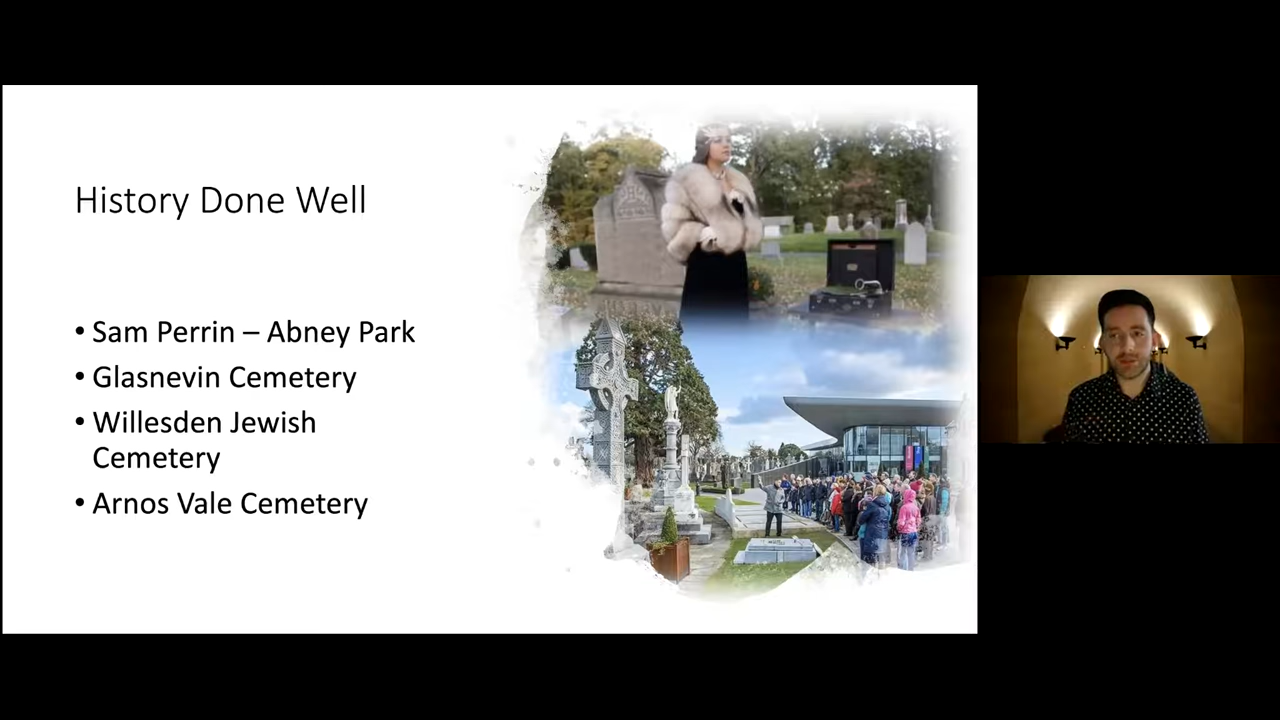 History Done Well
• Sam Perrin – Abney Park
• Glasnevin Cemetery
• Willesden Jewish
Cemetery
• Arnos Vale Cemetery